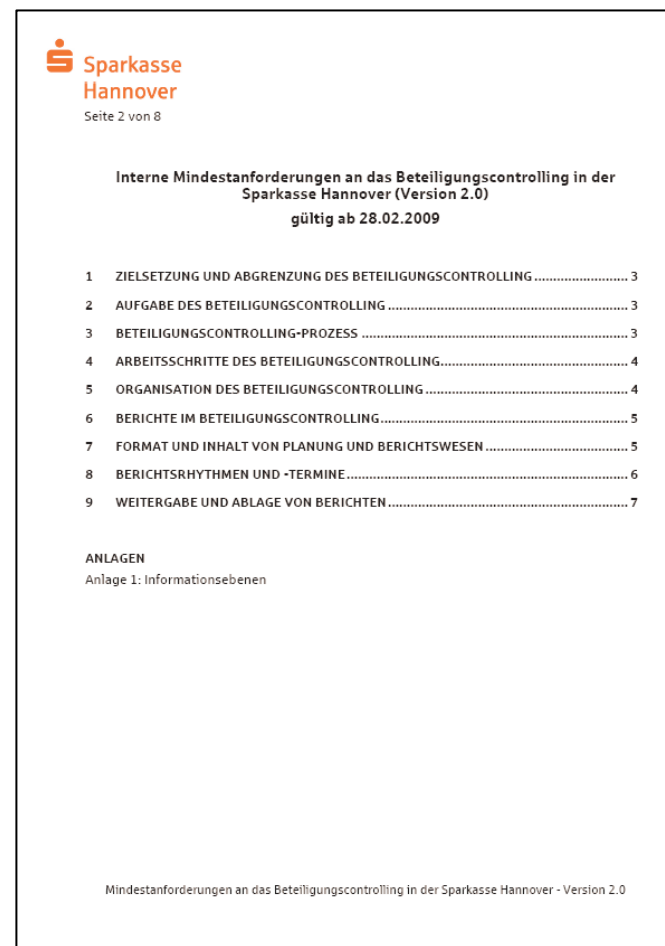 Sparkasse
Hannover
Seite 2 von 8
Interne Mindestanforderungen an das Beteiligungscontrolling in der
Sparkasse Hannover (Version 2.0)
gültig ab 28.02.2009
1 ZIELSETZUNG UND ABGRENZUNG DES BETEILIGUNGSCONTROLLING ........................ 3
2 AUFGABE DES BETEILIGUNGSCONTROLLING ............................................................. 3
3 BETEILIGUNGSCONTROLLING-PROZESS ................................................................... 3
4 ARBEITSSCHRITTE DES BETEILIGUNGSCONTROLLING................................................ 4
5 ORGANISATION DES BETEILIGUNGSCONTROLLING .................................................... 4
6 BERICHTE IM BETEILIGUNGSCONTROLLING............................................................... 5
7 FORMAT UND INHALT VON PLANUNG UND BERICHTSWESEN ..................................... 5
8 BERICHTSRHYTHMEN UND -TERMINE ....................................................................... 6
9 WEITERGABE UND ABLAGE VON BERICHTEN ............................................................. 7
ANLAGEN
Anlage 1: Informationsebenen
Mindestanforderungen an das Beteiligungscontrolling in der Sparkasse Hannover - Version 2.0